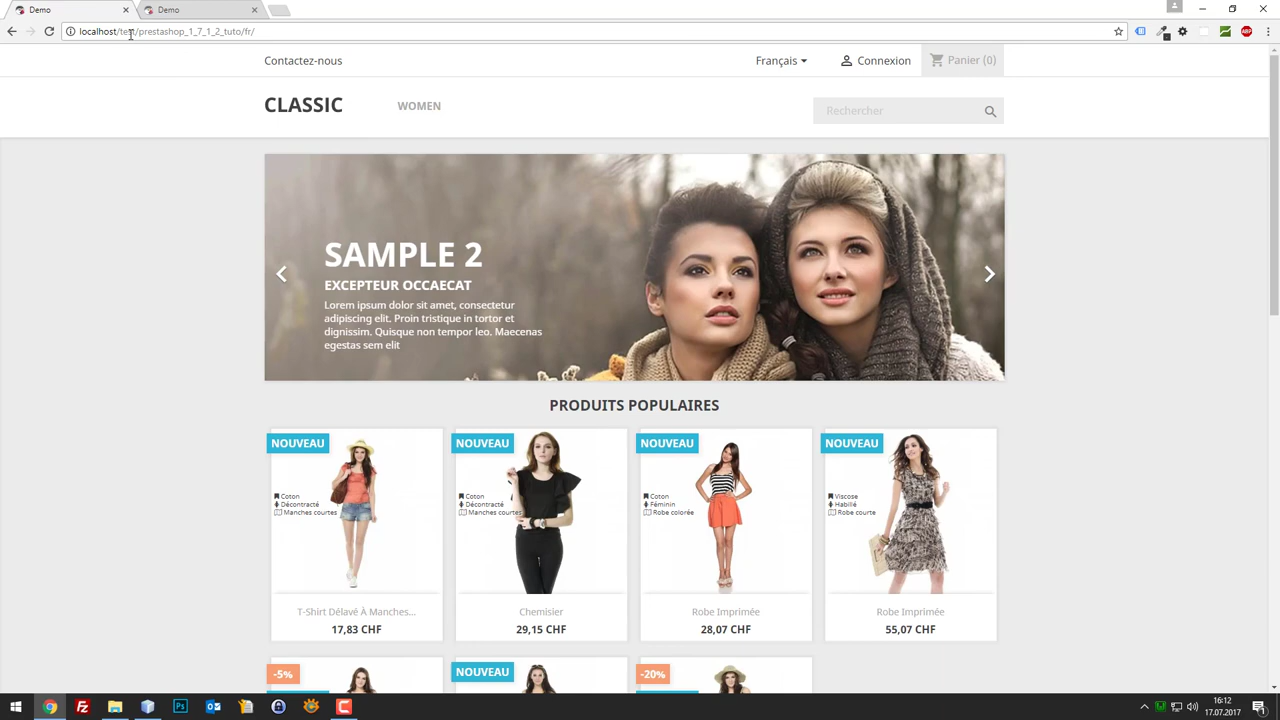 Demo
Demo
localhost/test/prestashop_1_7_1_2_tuto/fr/
Contactez-nous
Français
Connexion
Panier (0)
CLASSIC
WOMEN
Rechercher
SAMPLE 2
EXCEPTEUR OCCAECAT
Lorem ipsum dolor sit amet, consectetur
adipiscing elit. Proin tristique in tortor et
dignissim. Quisque non tempor leo. Maecenas
egestas sem elit
PRODUITS POPULAIRES
NOUVEAU
Coton
Décontracté
Manches courtes
T-Shirt Délavé À Manches...
17,83 CHF
NOUVEAU
Coton
Décontracté
Manches courtes
Chemisier
29,15 CHF
NOUVEAU
Coton
Féminin
Robe colorée
Robe Imprimée
28,07 CHF
NOUVEAU
Viscose
Habillé
Robe courte
Robe Imprimée
55,07 CHF
-5%
NOUVEAU
-20%
16:12
17.07.2017